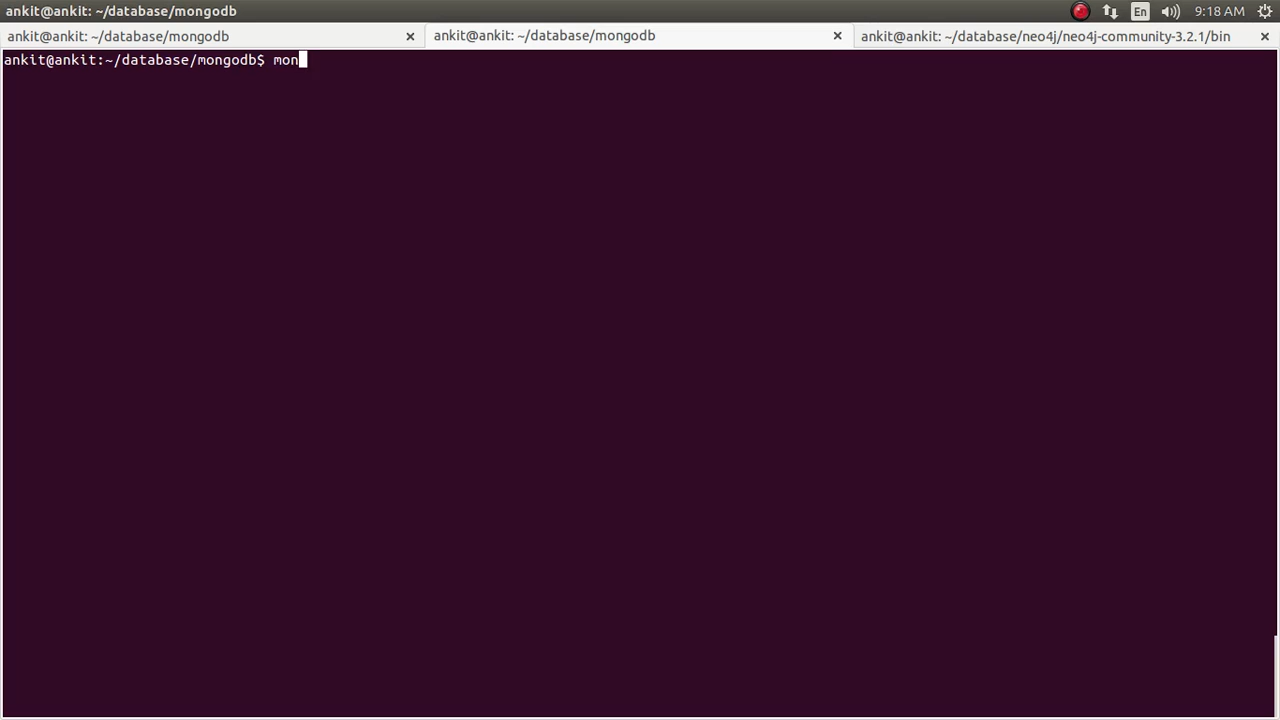 ankit@ankit: ~/database/mongodb
En
9:18 AM
ankit@ankit: ~/database/mongodb
ankit@ankit: ~/database/mongodb
ankit@ankit: ~/database/neo4j/neo4j-community-3.2.1/bin
ankit@ankit:~/database/mongodb$ mon